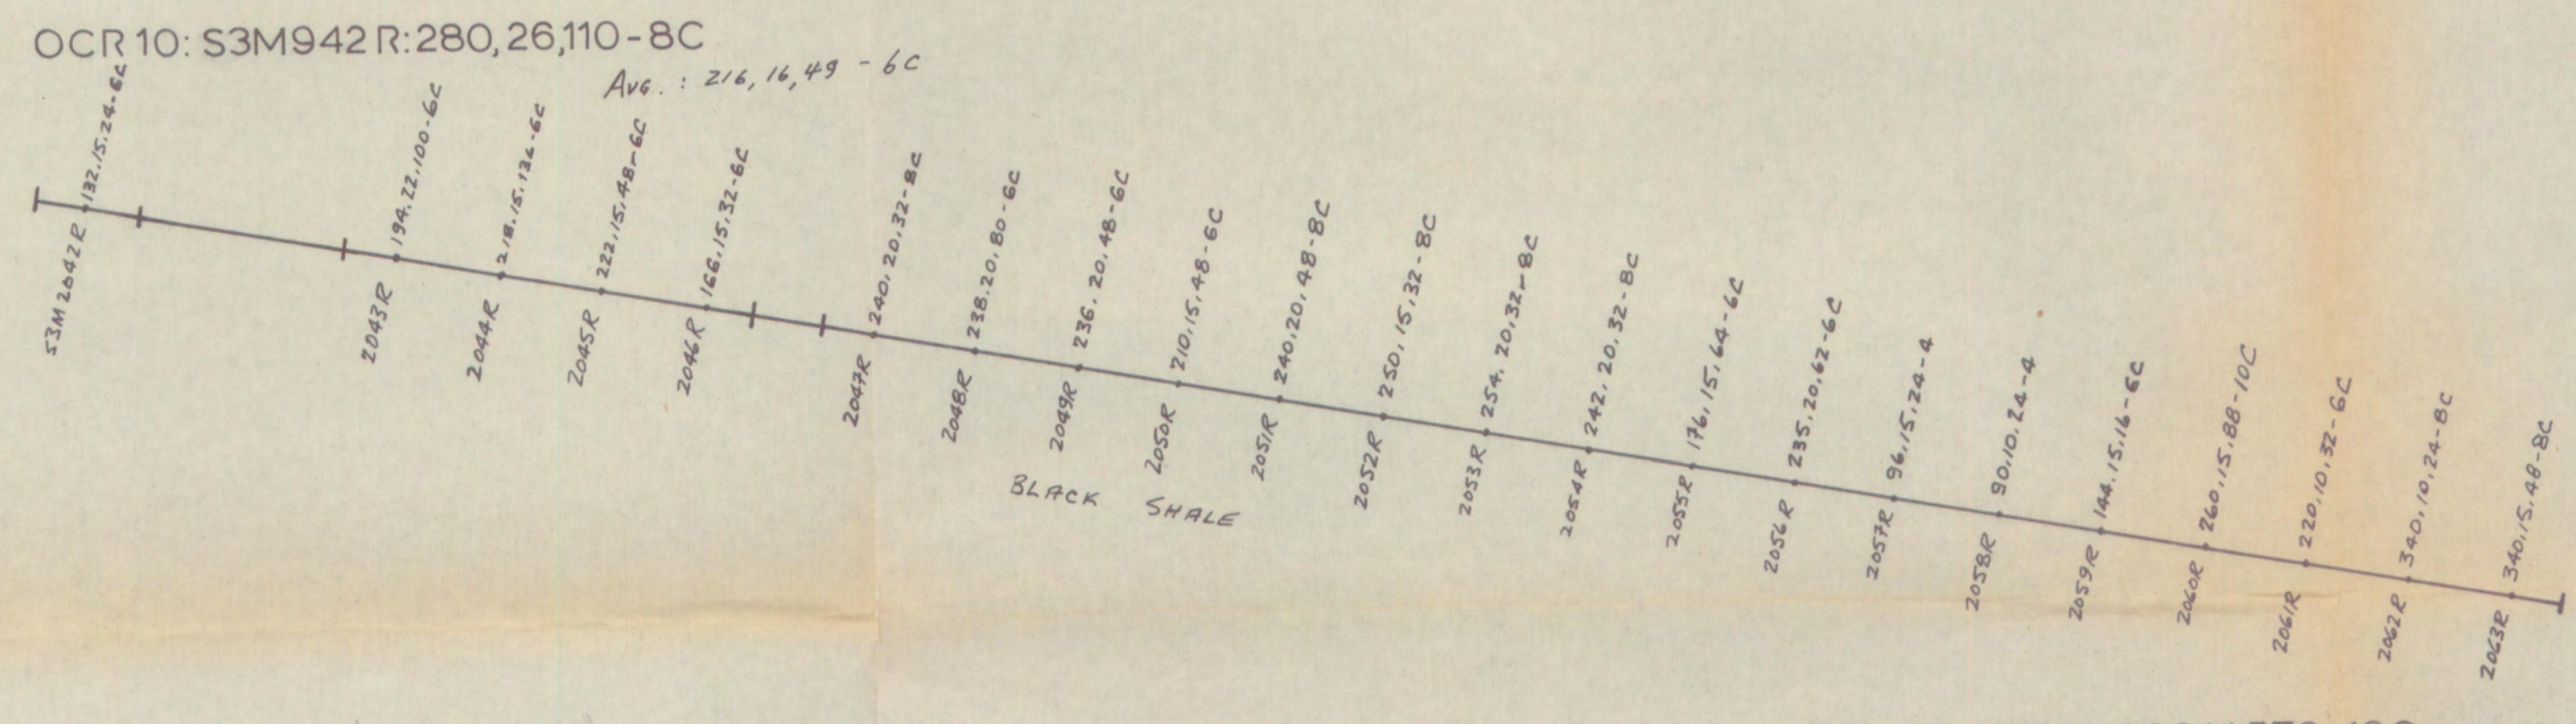 OCR 10: S3M942R:280,26,110-8C
AVG. : 216,16,49 - 6C
132.15.24-6C
194.22.100-6C
222,15,48-6C
166,15,32-6C
240,20,32-8C
238.20,80-6C
236,20,48-6C
210,15,48-6C
240,20,48-8C
250,15,32-8C
254,20,32-8C
242,20,32-8C
176,15,64-6C
235,20,62-6C
96,15,24-4
90,10,24-4
144.15.16-6C
260,15,88-10C
220,10,32-6C
340,10,24-8C
340,15,48-8C
S3M2042R
2043R
2044R
2045R
2046R
2047R
2048R
2049R
2050R
2051R
2052R
2053R
2054R
2055R
2056R
2057R
2058R
2059R
2060R
2061R
2062R
2063R
BLACK SHALE